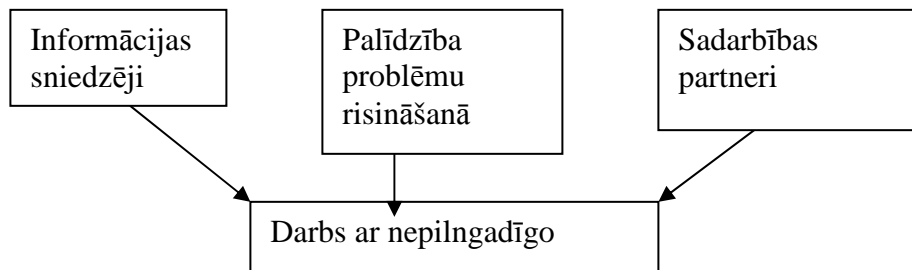 Informācijas
sniedzēji
Palīdzība
problēmu
risināšanā
Sadarbības
partneri
Darbs ar nepilngadīgo